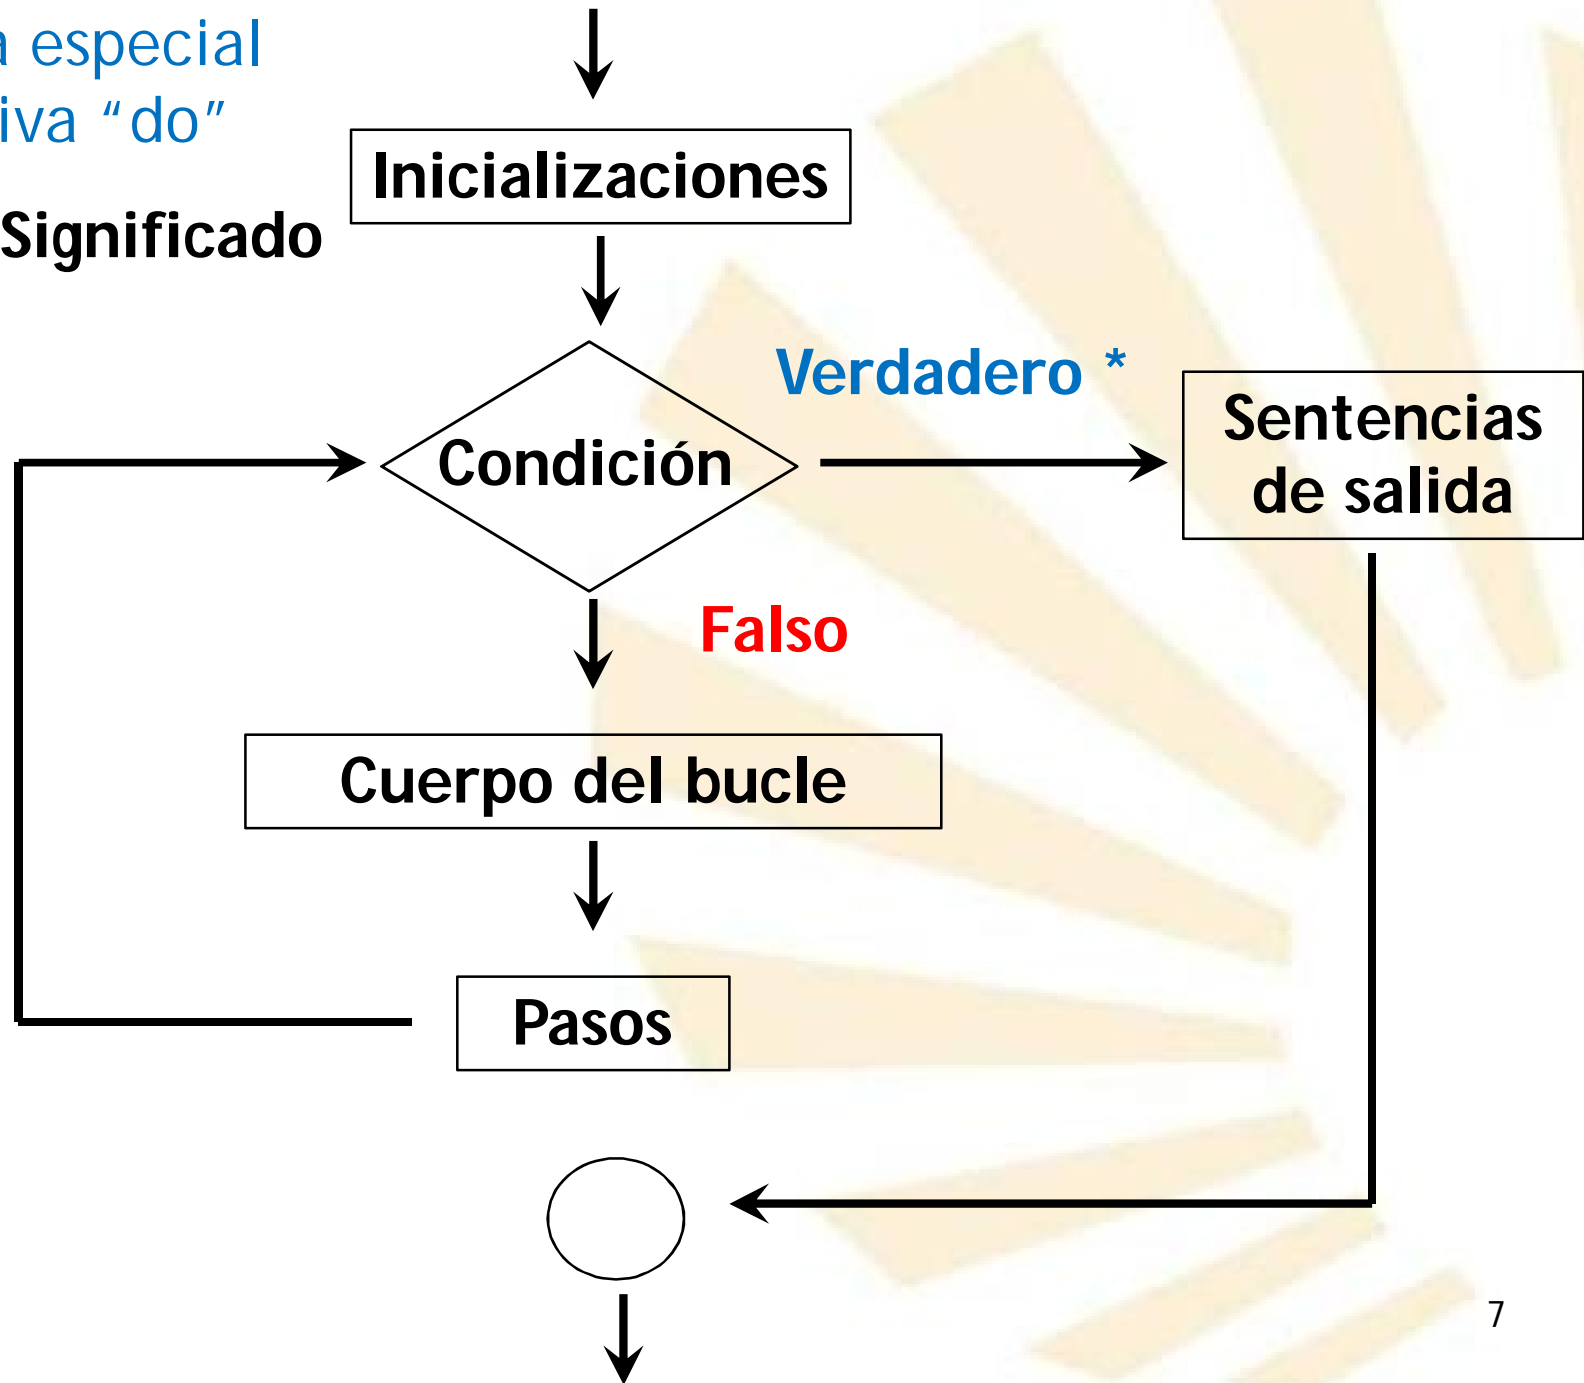 a especial
iva “do”
Significado
Inicializaciones
Verdadero *
Condición
Sentencias
de salida
Falso
Cuerpo del bucle
Pasos
7